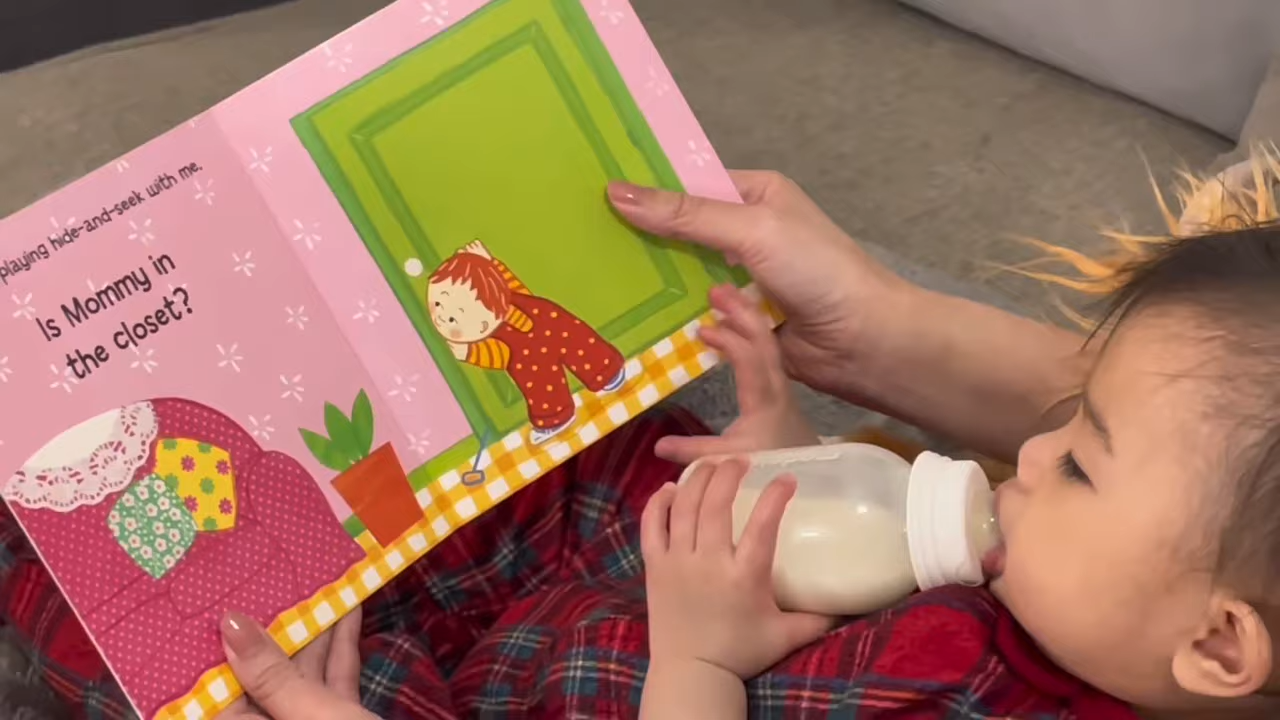 playing hide-and-seek with me.
Is Mommy in
the closet?